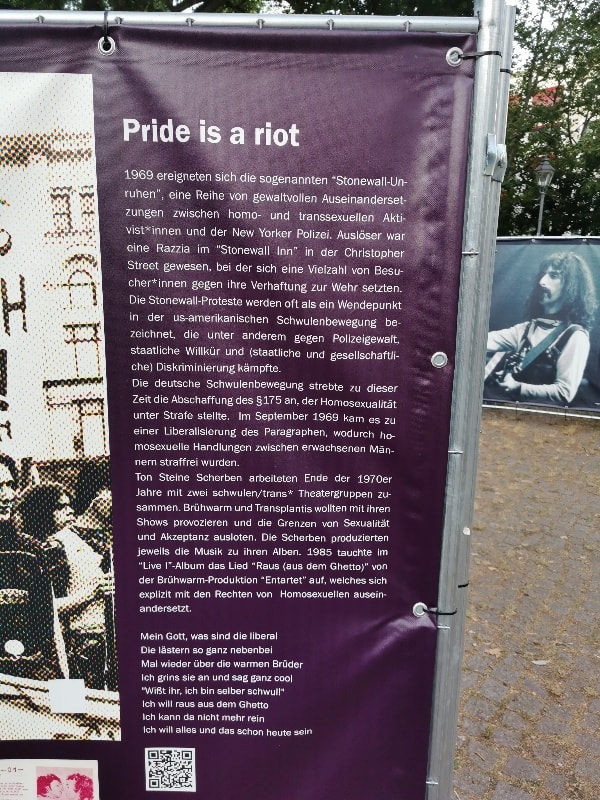 Pride is a riot
1969 ereigneten sich die sogenannten "Stonewall-Un-
ruhen", eine Reihe von gewaltvollen Auseinanderset-
zungen zwischen homo- und transsexuellen Akti-
vist*innen und der New Yorker Polizei. Auslöser war
eine Razzia im "Stonewall Inn" in der Christopher
Street gewesen, bei der sich eine Vielzahl von Besu-
cher*innen gegen ihre Verhaftung zur Wehr setzten.
Die Stonewall-Proteste werden oft als ein Wendepunkt
in der us-amerikanischen Schwulenbewegung be-
zeichnet, die unter anderem gegen Polizeigewalt,
staatliche Willkür und (staatliche und gesellschaftli-
che) Diskriminierung kämpfte.
Die deutsche Schwulenbewegung strebte zu dieser
Zeit die Abschaffung des §175 an, der Homosexualität
unter Strafe stellte. Im September 1969 kam es zu
einer Liberalisierung des Paragraphen, wodurch ho-
mosexuelle Handlungen zwischen erwachsenen Män-
nern straffrei wurden.
Ton Steine Scherben arbeiteten Ende der 1970er
Jahre mit zwei schwulen/trans* Theatergruppen zu-
sammen. Brühwarm und Transplantis wollten mit ihren
Shows provozieren und die Grenzen von Sexualität
und Akzeptanz ausloten. Die Scherben produzierten
jeweils die Musik zu ihren Alben. 1985 tauchte im
"Live I"-Album das Lied "Raus (aus dem Ghetto)" von
der Brühwarm-Produktion "Entartet" auf, welches sich
explizit mit den Rechten von Homosexuellen ausein-
andersetzt.
Mein Gott, was sind die liberal
Die lästern so ganz nebenbei
Mal wieder über die warmen Brüder
Ich grins sie an und sag ganz cool
"Wißt ihr, ich bin selber schwul!"
Ich will raus aus dem Ghetto
Ich kann da nicht mehr rein
Ich will alles und das schon heute sein